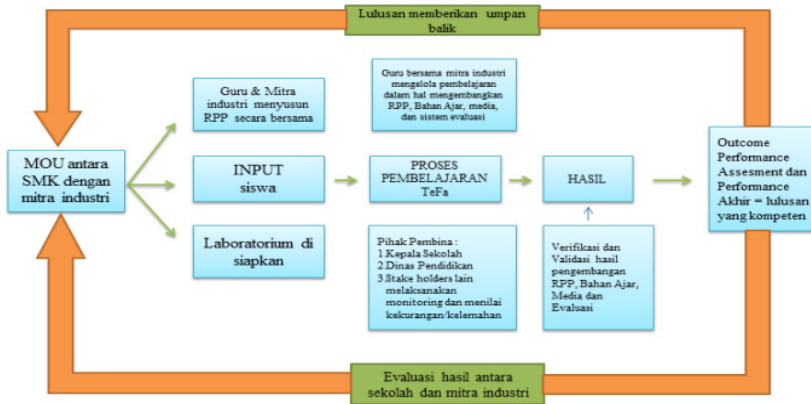 Lulusan memberikan umpan
balik
Guru & Mitra
industri menyusun
RPP secara bersama
Guru bersama mitra industri
mengelola pembelajaran
dalam hal mengembangkan
RPP, Bahan Ajar, media,
dan sistem evaluasi
MOU antara
SMK dengan
mitra industri
INPUT
siswa
PROSES
PEMBELAJARAN
TeFa
HASIL
Outcome
Performance
Assesment dan
Performance
Akhir = lulusan
yang kompeten
Laboratorium di
siapkan
Pihak Pembina :
1.Kepala Sekolah
2.Dinas Pendidikan
3.Stake holders lain
melaksanakan
monitoring dan menilai
kekurangan/kelemahan
Verifikasi dan
Validasi hasil
pengembangan
RPP, Bahan Ajar,
Media dan
Evaluasi
Evaluasi hasil antara
sekolah dan mitra industri